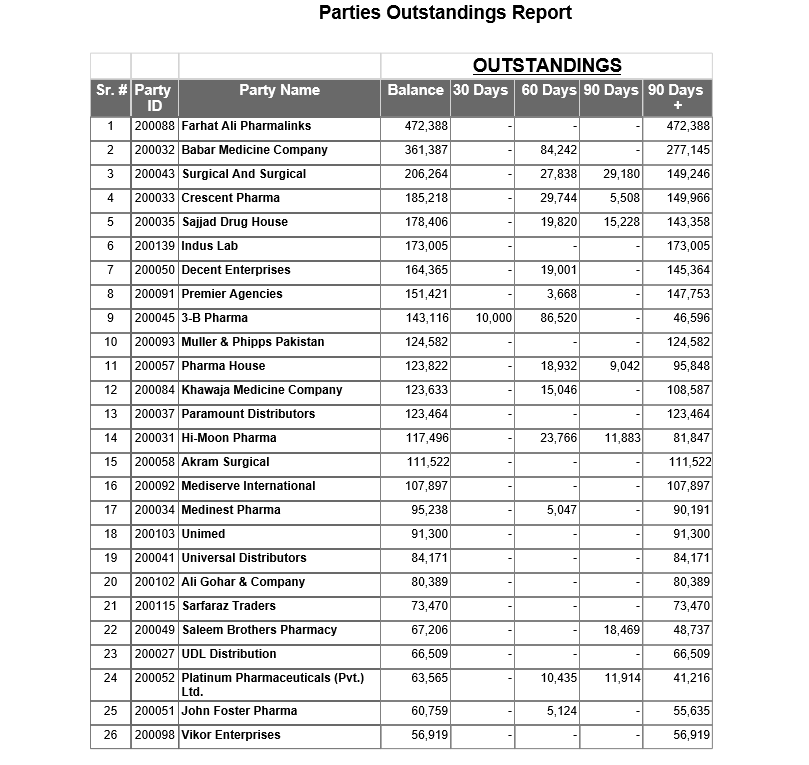 Parties Outstandings Report
OUTSTANDINGS
Sr. # Party ID Party Name Balance 30 Days 60 Days 90 Days 90 Days +
1 200088 Farhat Ali Pharmalinks 472,388 - - - 472,388
2 200032 Babar Medicine Company 361,387 - 84,242 - 277,145
3 200043 Surgical And Surgical 206,264 - 27,838 29,180 149,246
4 200033 Crescent Pharma 185,218 - 29,744 5,508 149,966
5 200035 Sajjad Drug House 178,406 - 19,820 15,228 143,358
6 200139 Indus Lab 173,005 - - - 173,005
7 200050 Decent Enterprises 164,365 - 19,001 - 145,364
8 200091 Premier Agencies 151,421 - 3,668 - 147,753
9 200045 3-B Pharma 143,116 10,000 86,520 - 46,596
10 200093 Muller & Phipps Pakistan 124,582 - - - 124,582
11 200057 Pharma House 123,822 - 18,932 9,042 95,848
12 200084 Khawaja Medicine Company 123,633 - 15,046 - 108,587
13 200037 Paramount Distributors 123,464 - - - 123,464
14 200031 Hi-Moon Pharma 117,496 - 23,766 11,883 81,847
15 200058 Akram Surgical 111,522 - - - 111,522
16 200092 Mediserve International 107,897 - - - 107,897
17 200034 Medinest Pharma 95,238 - 5,047 - 90,191
18 200103 Unimed 91,300 - - - 91,300
19 200041 Universal Distributors 84,171 - - - 84,171
20 200102 Ali Gohar & Company 80,389 - - - 80,389
21 200115 Sarfaraz Traders 73,470 - - - 73,470
22 200049 Saleem Brothers Pharmacy 67,206 - - 18,469 48,737
23 200027 UDL Distribution 66,509 - - - 66,509
24 200052 Platinum Pharmaceuticals (Pvt.) Ltd. 63,565 - 10,435 11,914 41,216
25 200051 John Foster Pharma 60,759 - 5,124 - 55,635
26 200098 Vikor Enterprises 56,919 - - - 56,919